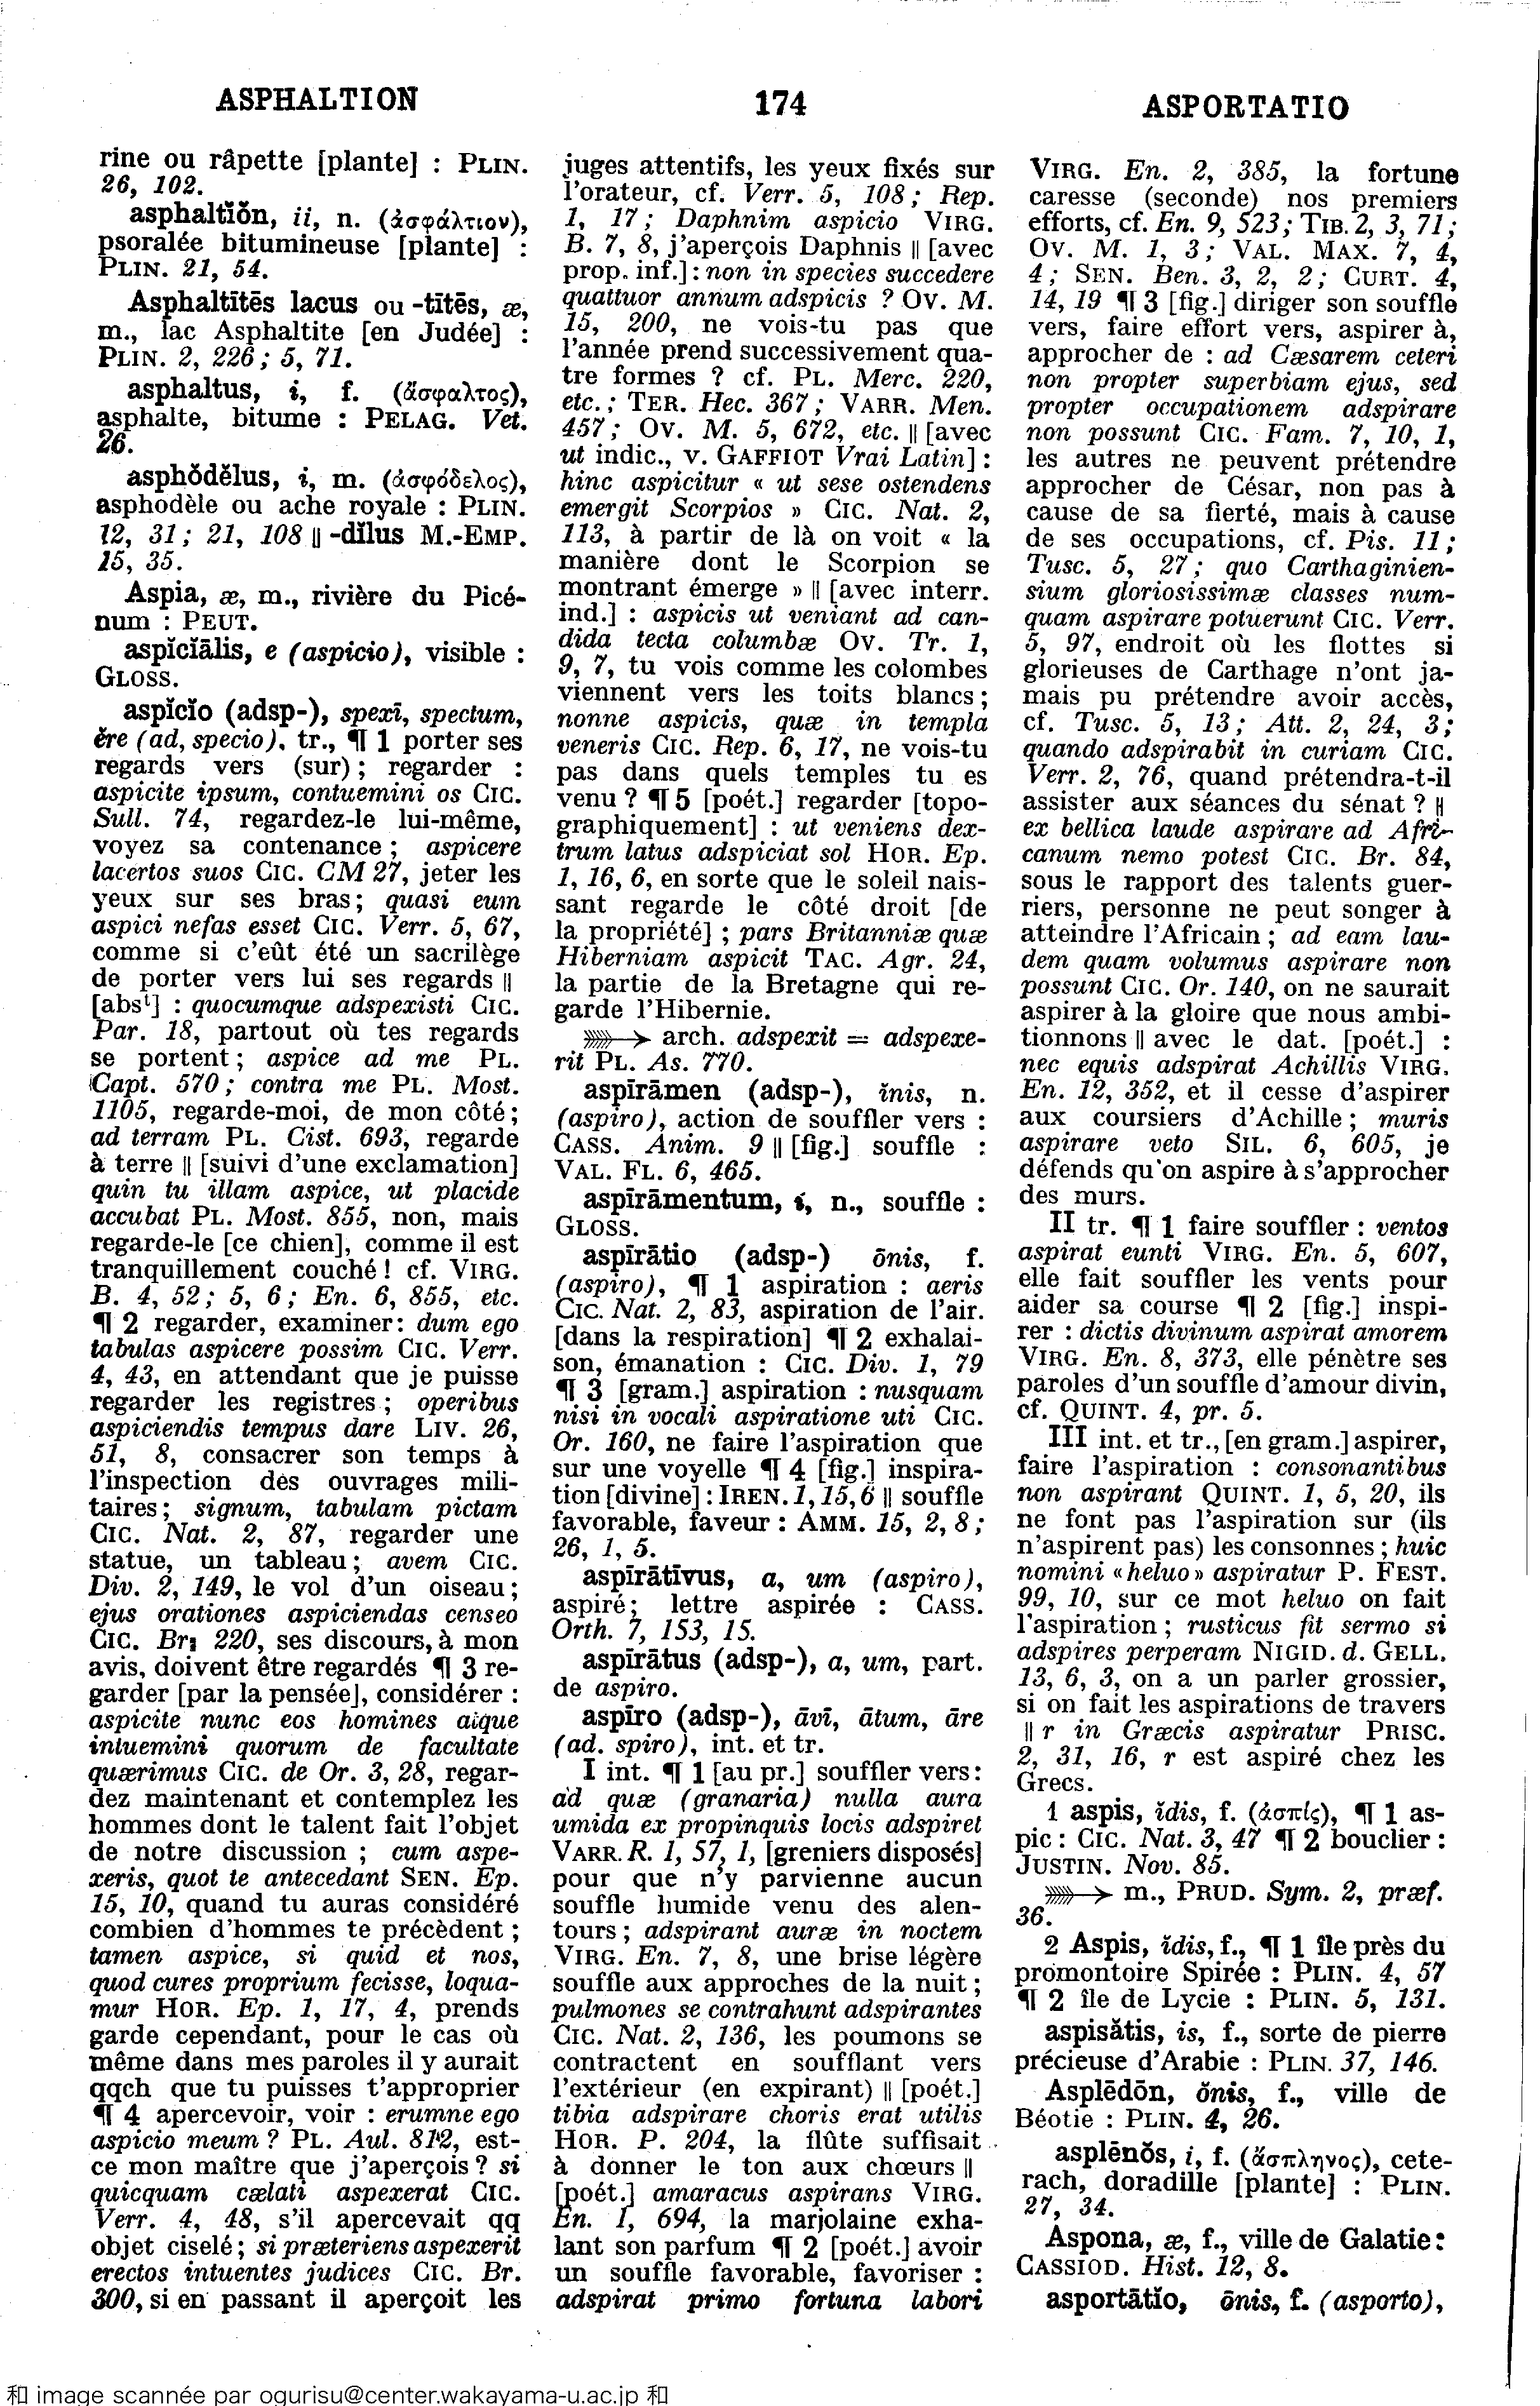 ASPHALTION
174
ASPORTATIO
rine ou râpette [plante] : PLIN.
26, 102.
asphaltĭŏn, ii, n. (ἀσφάλτιον),
psoralée bitumineuse [plante] :
PLIN. 21, 54.
Asphaltītēs lacus ou -tītēs, æ,
m., lac Asphaltite [en Judée] :
PLIN. 2, 226 ; 5, 71.
asphaltus, i, f. (ἄσφαλτος),
asphalte, bitume : PELAG. Vet.
26.
asphŏdĕlus, i, m. (ἀσφόδελος),
asphodèle ou ache royale : PLIN.
12, 31 ; 21, 108 || -dĭlus M.-EMP.
15, 35.
Aspia, æ, m., rivière du Picé-
num : PEUT.
aspĭcĭālis, e (aspicio), visible :
GLOSS.
aspĭcĭo (adsp-), spexī, spectum,
ĕre (ad, specio), tr., ¶ 1 porter ses
regards vers (sur) ; regarder :
aspicite ipsum, contuemini os CIC.
Sull. 74, regardez-le lui-même,
voyez sa contenance ; aspicere
lacertos suos CIC. CM 27, jeter les
yeux sur ses bras ; quasi eum
aspici nefas esset CIC. Verr. 5, 67,
comme si c'eût été un sacrilège
de porter vers lui ses regards ||
[absᵗ] : quocumque adspexisti CIC.
Par. 18, partout où tes regards
se portent ; aspice ad me PL.
Capt. 570 ; contra me PL. Most.
1105, regarde-moi, de mon côté ;
ad terram PL. Cist. 693, regarde
à terre || [suivi d'une exclamation]
quin tu illam aspice, ut placide
accubat PL. Most. 855, non, mais
regarde-le [ce chien], comme il est
tranquillement couché ! cf. VIRG.
B. 4, 52 ; 5, 6 ; En. 6, 855, etc.
¶ 2 regarder, examiner : dum ego
tabulas aspicere possim CIC. Verr.
4, 43, en attendant que je puisse
regarder les registres ; operibus
aspiciendis tempus dare LIV. 26,
51, 8, consacrer son temps à
l'inspection des ouvrages mili-
taires ; signum, tabulam pictam
CIC. Nat. 2, 87, regarder une
statue, un tableau ; avem CIC.
Div. 2, 149, le vol d'un oiseau ;
ejus orationes aspiciendas censeo
CIC. Br. 220, ses discours, à mon
avis, doivent être regardés ¶ 3 re-
garder [par la pensée], considérer :
aspicite nunc eos homines atque
intuemini quorum de facultate
quærimus CIC. de Or. 3, 28, regar-
dez maintenant et contemplez les
hommes dont le talent fait l'objet
de notre discussion ; cum aspe-
xeris, quot te antecedant SEN. Ep.
15, 10, quand tu auras considéré
combien d'hommes te précèdent ;
tamen aspice, si quid et nos,
quod cures proprium fecisse, loqua-
mur HOR. Ep. 1, 17, 4, prends
garde cependant, pour le cas où
même dans mes paroles il y aurait
qqch que tu puisses t'approprier
¶ 4 apercevoir, voir : erumne ego
aspicio meum ? PL. Aul. 812, est-
ce mon maître que j'aperçois ? si
quicquam cælati aspexerat CIC.
Verr. 4, 48, s'il apercevait qq
objet ciselé ; si præteriens aspexerit
erectos intuentes judices CIC. Br.
300, si en passant il aperçoit les
juges attentifs, les yeux fixés sur
l'orateur, cf. Verr. 5, 108 ; Rep.
1, 17 ; Daphnim aspicio VIRG.
B. 7, 8, j'aperçois Daphnis || [avec
prop. inf.] : non in species succedere
quattuor annum adspicis ? OV. M.
15, 200, ne vois-tu pas que
l'année prend successivement qua-
tre formes ? cf. PL. Merc. 220,
etc. ; TER. Hec. 367 ; VARR. Men.
457 ; OV. M. 5, 672, etc. || [avec
ut indic., v. GAFFIOT Vrai Latin] :
hinc aspicitur « ut sese ostendens
emergit Scorpios » CIC. Nat. 2,
113, à partir de là on voit « la
manière dont le Scorpion se
montrant émerge » || [avec interr.
ind.] : aspicis ut veniant ad can-
dida tecta columbæ OV. Tr. 1,
9, 7, tu vois comme les colombes
viennent vers les toits blancs ;
nonne aspicis, quæ in templa
veneris CIC. Rep. 6, 17, ne vois-tu
pas dans quels temples tu es
venu ? ¶ 5 [poét.] regarder [topo-
graphiquement] : ut veniens dex-
trum latus adspiciat sol HOR. Ep.
1, 16, 6, en sorte que le soleil nais-
sant regarde le côté droit [de
la propriété] ; pars Britanniæ quæ
Hiberniam aspicit TAC. Agr. 24,
la partie de la Bretagne qui re-
garde l'Hibernie.
⟶ arch. adspexit = adspexe-
rit PL. As. 770.
aspīrāmen (adsp-), ĭnis, n.
(aspiro), action de souffler vers :
CASS. Anim. 9 || [fig.] souffle :
VAL. FL. 6, 465.
aspīrāmentum, i, n., souffle :
GLOSS.
aspīrātio (adsp-) ōnis, f.
(aspiro), ¶ 1 aspiration : aeris
CIC. Nat. 2, 83, aspiration de l'air.
[dans la respiration] ¶ 2 exhalai-
son, émanation : CIC. Div. 1, 79
¶ 3 [gram.] aspiration : nusquam
nisi in vocali aspiratione uti CIC.
Or. 160, ne faire l'aspiration que
sur une voyelle ¶ 4 [fig.] inspira-
tion [divine] : IREN. 1, 15, 6 || souffle
favorable, faveur : AMM. 15, 2, 8 ;
26, 1, 5.
aspīrātīvus, a, um (aspiro),
aspiré ; lettre aspirée : CASS.
Orth. 7, 153, 15.
aspīrātus (adsp-), a, um, part.
de aspiro.
aspīro (adsp-), āvī, ātum, āre
(ad. spiro), int. et tr.
I int. ¶ 1 [au pr.] souffler vers :
ad quæ (granaria) nulla aura
umida ex propinquis locis adspiret
VARR. R. 1, 57, 1, [greniers disposés]
pour que n'y parvienne aucun
souffle humide venu des alen-
tours ; adspirant auræ in noctem
VIRG. En. 7, 8, une brise légère
souffle aux approches de la nuit ;
pulmones se contrahunt adspirantes
CIC. Nat. 2, 136, les poumons se
contractent en soufflant vers
l'extérieur (en expirant) || [poét.]
tibia adspirare choris erat utilis
HOR. P. 204, la flûte suffisait
à donner le ton aux chœurs ||
[poét.] amaracus aspirans VIRG.
En. 1, 694, la marjolaine exha-
lant son parfum ¶ 2 [poét.] avoir
un souffle favorable, favoriser :
adspirat primo fortuna labori
VIRG. En. 2, 385, la fortune
caresse (seconde) nos premiers
efforts, cf. En. 9, 523 ; TIB. 2, 3, 71 ;
OV. M. 1, 3 ; VAL. MAX. 7, 4,
4 ; SEN. Ben. 3, 2, 2 ; CURT. 4,
14, 19 ¶ 3 [fig.] diriger son souffle
vers, faire effort vers, aspirer à,
approcher de : ad Cæsarem ceteri
non propter superbiam ejus, sed
propter occupationem adspirare
non possunt CIC. Fam. 7, 10, 1,
les autres ne peuvent prétendre
approcher de César, non pas à
cause de sa fierté, mais à cause
de ses occupations, cf. Pis. 11 ;
Tusc. 5, 27 ; quo Carthaginien-
sium gloriosissimæ classes num-
quam aspirare potuerunt CIC. Verr.
5, 97, endroit où les flottes si
glorieuses de Carthage n'ont ja-
mais pu prétendre avoir accès,
cf. Tusc. 5, 13 ; Att. 2, 24, 3 ;
quando adspirabit in curiam CIC.
Verr. 2, 76, quand prétendra-t-il
assister aux séances du sénat ? ||
ex bellica laude aspirare ad Afri-
canum nemo potest CIC. Br. 84,
sous le rapport des talents guer-
riers, personne ne peut songer à
atteindre l'Africain ; ad eam lau-
dem quam volumus aspirare non
possunt CIC. Or. 140, on ne saurait
aspirer à la gloire que nous ambi-
tionnons || avec le dat. [poét.] :
nec equis adspirat Achillis VIRG.
En. 12, 352, et il cesse d'aspirer
aux coursiers d'Achille ; muris
aspirare veto SIL. 6, 605, je
défends qu'on aspire à s'approcher
des murs.
II tr. ¶ 1 faire souffler : ventos
aspirat eunti VIRG. En. 5, 607,
elle fait souffler les vents pour
aider sa course ¶ 2 [fig.] inspi-
rer : dictis divinum aspirat amorem
VIRG. En. 8, 373, elle pénètre ses
paroles d'un souffle d'amour divin,
cf. QUINT. 4, pr. 5.
III int. et tr., [en gram.] aspirer,
faire l'aspiration : consonantibus
non aspirant QUINT. 1, 5, 20, ils
ne font pas l'aspiration sur (ils
n'aspirent pas) les consonnes ; huic
nomini « heluo » aspiratur P. FEST.
99, 10, sur ce mot heluo on fait
l'aspiration ; rusticus fit sermo si
adspires perperam NIGID. d. GELL.
13, 6, 3, on a un parler grossier,
si on fait les aspirations de travers
|| r in Græcis aspiratur PRISC.
2, 31, 16, r est aspiré chez les
Grecs.
1 aspis, ĭdis, f. (ἀσπίς), ¶ 1 as-
pic : CIC. Nat. 3, 47 ¶ 2 bouclier :
JUSTIN. Nov. 85.
⟶ m., PRUD. Sym. 2, præf.
36.
2 Aspis, ĭdis, f., ¶ 1 île près du
promontoire Spirée : PLIN. 4, 57
¶ 2 île de Lycie : PLIN. 5, 131.
aspisătis, is, f., sorte de pierre
précieuse d'Arabie : PLIN. 37, 146.
Asplēdōn, ŏnis, f., ville de
Béotie : PLIN. 4, 26.
asplēnŏs, i, f. (ἄσπληνος), cete-
rach, doradille [plante] : PLIN.
27, 34.
Aspona, æ, f., ville de Galatie :
CASSIOD. Hist. 12, 8.
asportātĭo, ōnis, f. (asporto),
和 image scannée par ogurisu@center.wakayama-u.ac.jp 和